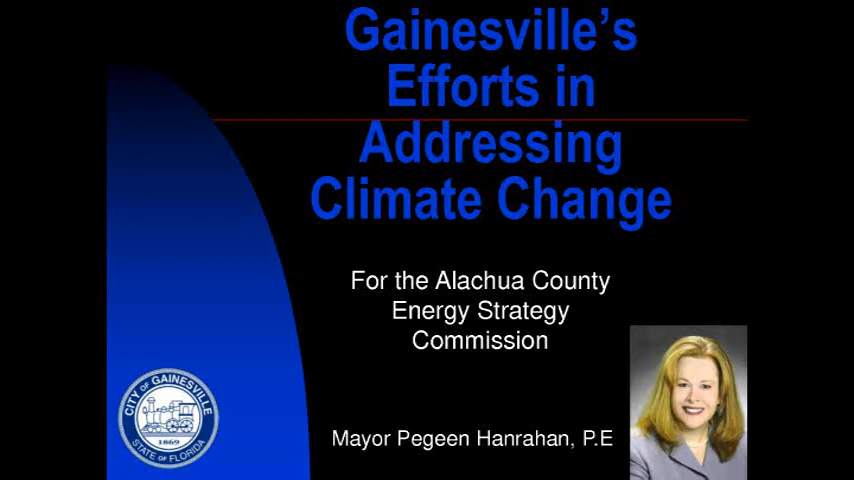 Gainesville's
Efforts in
Addressing
Climate Change
For the Alachua County
Energy Strategy
Commission
Mayor Pegeen Hanrahan, P.E
CITY OF GAINESVILLE
1869
STATE OF FLORIDA